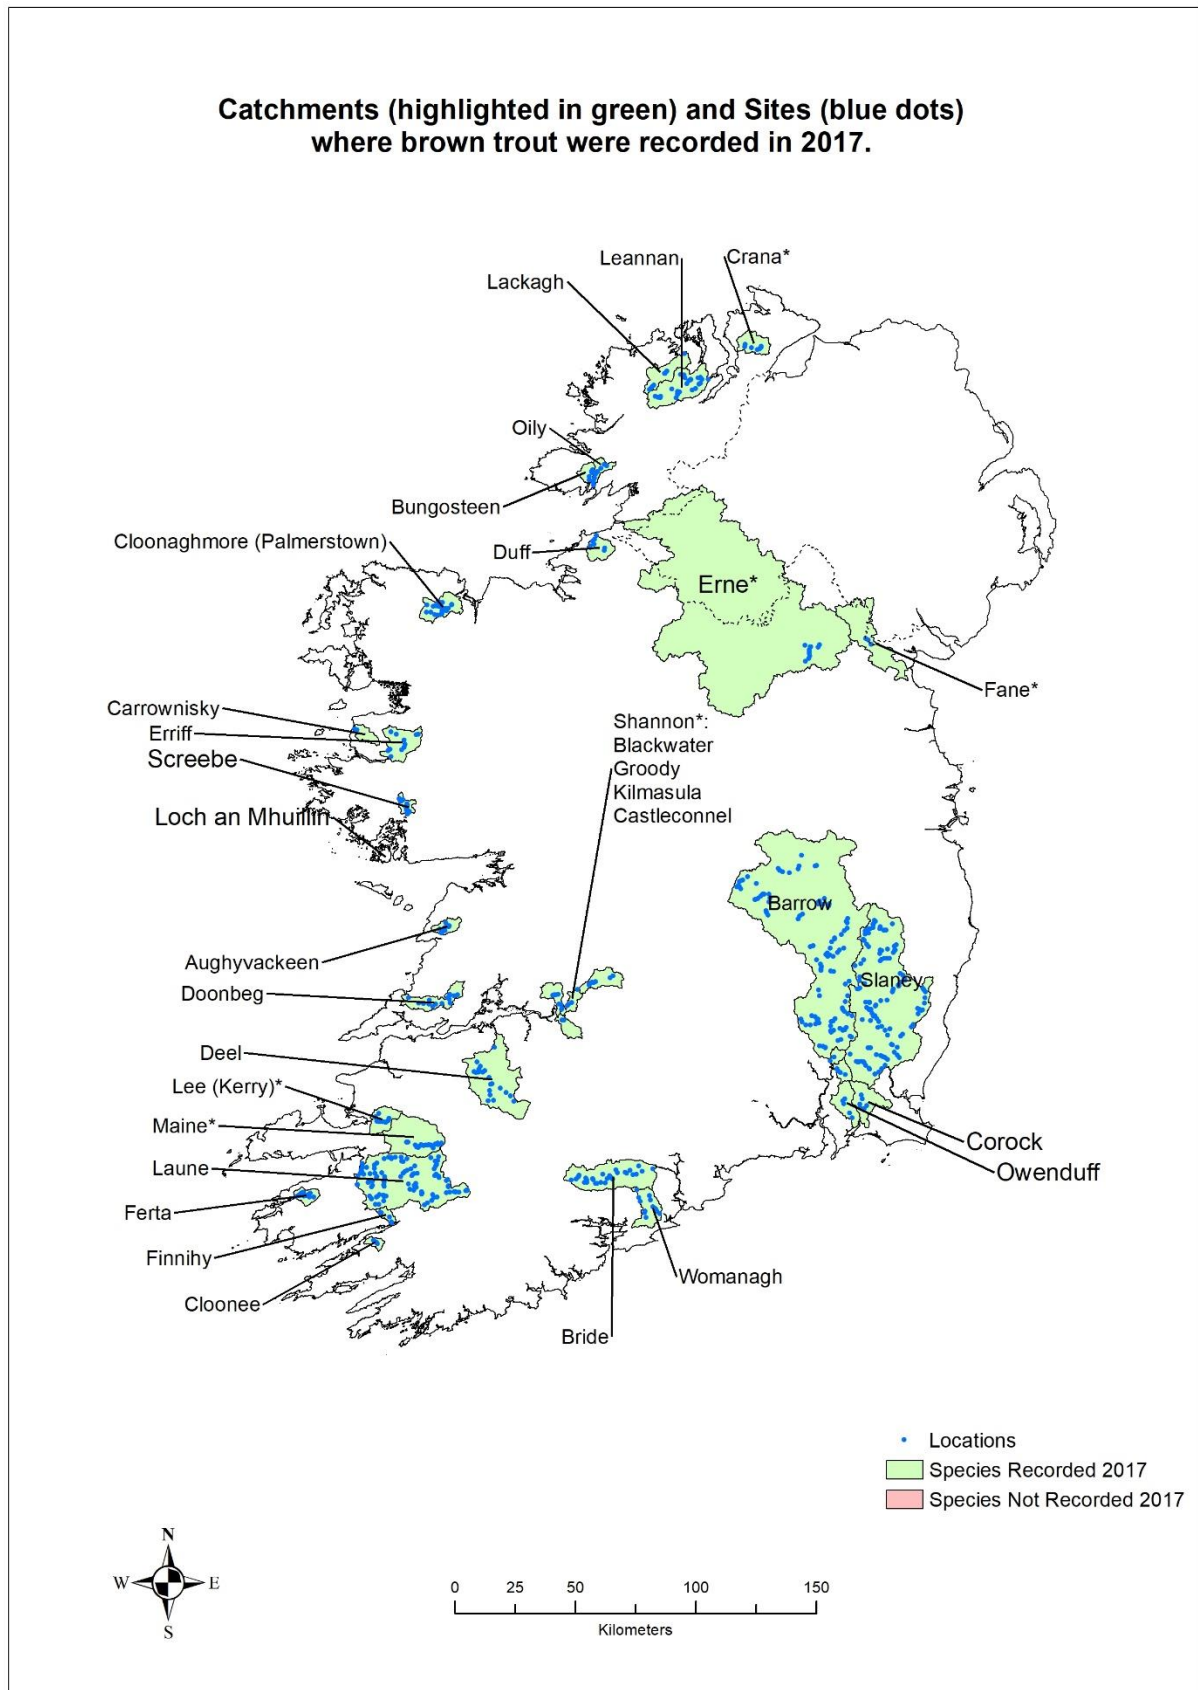 Catchments (highlighted in green) and Sites (blue dots)
where brown trout were recorded in 2017.
Leannan
Crana*
Lackagh
Oily
Bungosteen
Cloonaghmore (Palmerstown)
Duff
Erne*
Fane*
Carrownisky
Erriff
Screebe
Loch an Mhuillin
Shannon*:
Blackwater
Groody
Kilmasula
Castleconnel
Barrow
Slaney
Aughyvackeen
Doonbeg
Deel
Lee (Kerry)*
Maine*
Laune
Ferta
Finnihy
Cloonee
Corock
Owenduff
Womanagh
Bride
Locations
Species Recorded 2017
Species Not Recorded 2017
N
W E
S
0 25 50 100 150
Kilometers